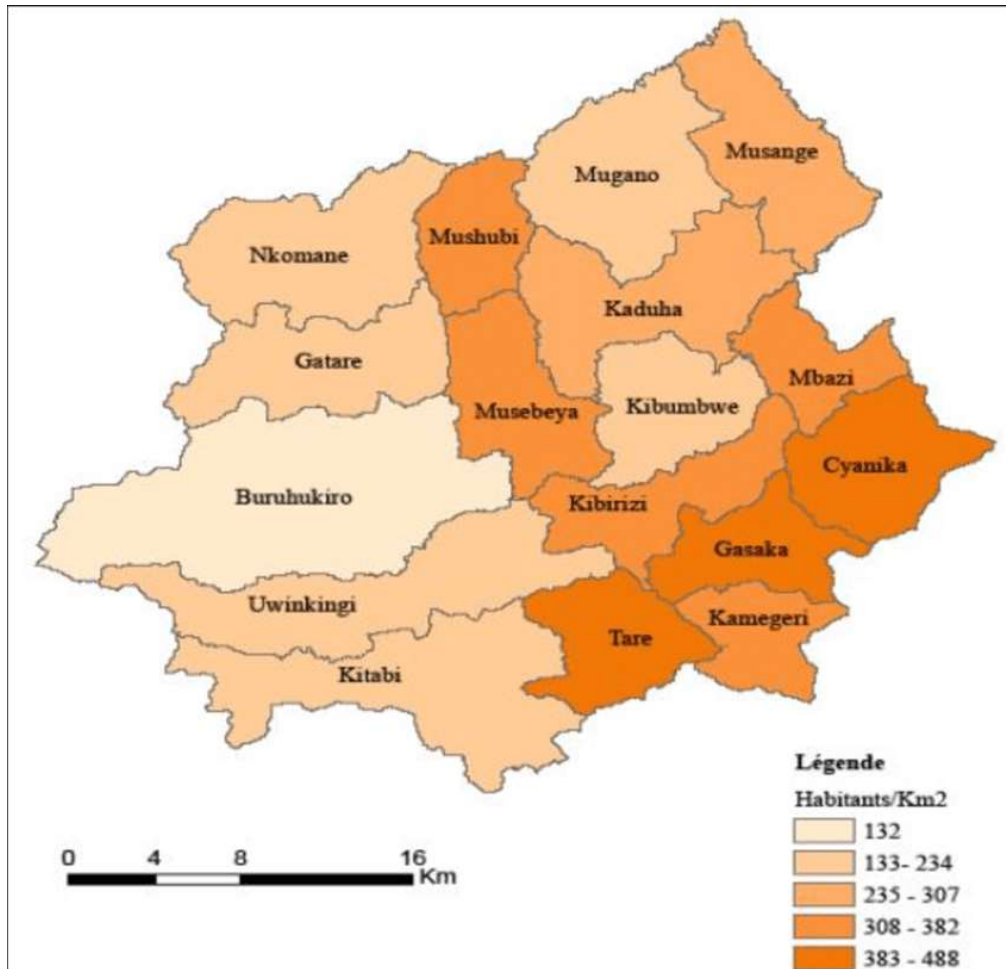 Musange
Mugano
Mushubi
Nkomane
Kaduha
Gatare
Mbazi
Musebeya
Kibumbwe
Cyanika
Buruhukiro
Kibirizi
Gasaka
Uwinkingi
Kamegeri
Tare
Kitabi
Légende
Habitants/Km2
132
133- 234
235 - 307
308 - 382
383 - 488
0 4 8 16
Km